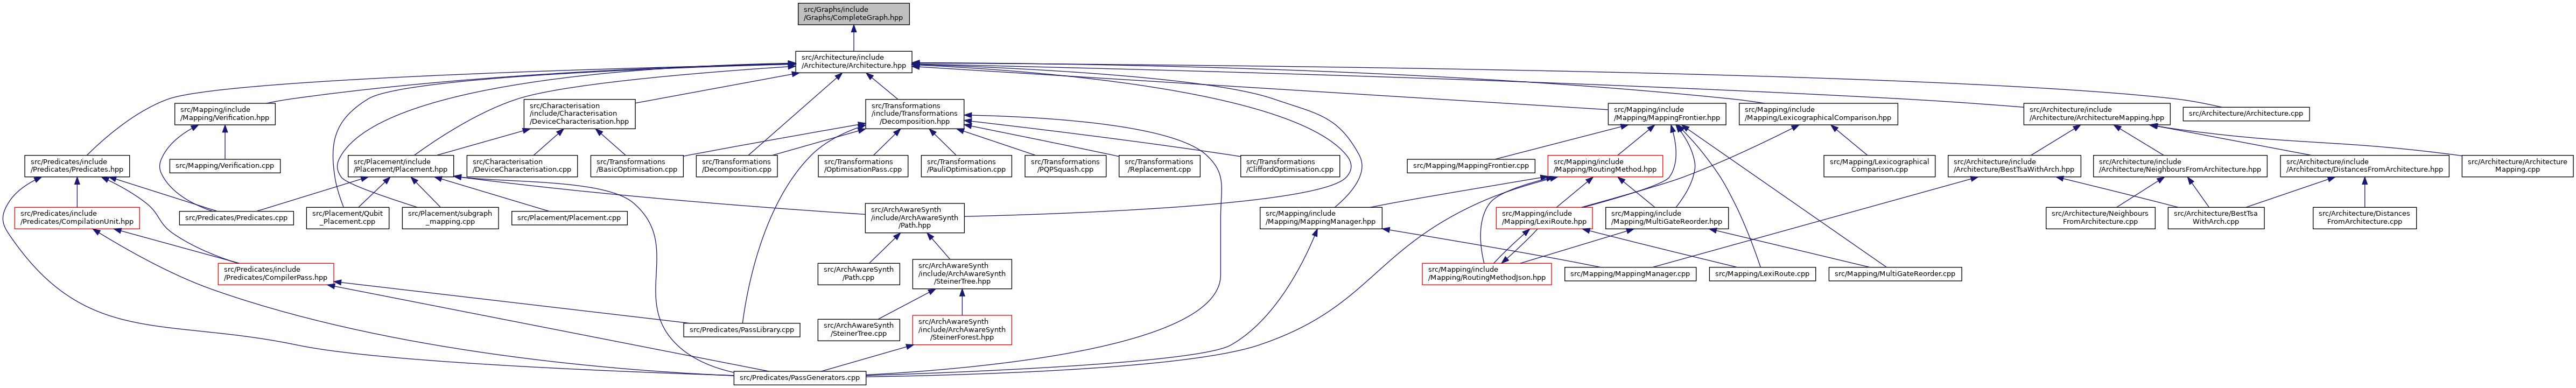 src/Graphs/include
/Graphs/CompleteGraph.hpp
src/Architecture/include
/Architecture/Architecture.hpp
src/Mapping/include
/Mapping/Verification.hpp
src/Characterisation
/include/Characterisation
/DeviceCharacterisation.hpp
src/Transformations
/include/Transformations
/Decomposition.hpp
src/Mapping/include
/Mapping/MappingFrontier.hpp
src/Mapping/include
/Mapping/LexicographicalComparison.hpp
src/Architecture/include
/Architecture/ArchitectureMapping.hpp
src/Architecture/Architecture.cpp
src/Predicates/include
/Predicates/Predicates.hpp
src/Mapping/Verification.cpp
src/Placement/include
/Placement/Placement.hpp
src/Characterisation
/DeviceCharacterisation.cpp
src/Transformations
/BasicOptimisation.cpp
src/Transformations
/Decomposition.cpp
src/Transformations
/OptimisationPass.cpp
src/Transformations
/PauliOptimisation.cpp
src/Transformations
/PQPSquash.cpp
src/Transformations
/Replacement.cpp
src/Transformations
/CliffordOptimisation.cpp
src/Mapping/MappingFrontier.cpp
src/Mapping/include
/Mapping/RoutingMethod.hpp
src/Mapping/Lexicographical
Comparison.cpp
src/Architecture/include
/Architecture/BestTsaWithArch.hpp
src/Architecture/include
/Architecture/NeighboursFromArchitecture.hpp
src/Architecture/include
/Architecture/DistancesFromArchitecture.hpp
src/Architecture/Architecture
Mapping.cpp
src/Predicates/include
/Predicates/CompilationUnit.hpp
src/Predicates/Predicates.cpp
src/Placement/Qubit
_Placement.cpp
src/Placement/subgraph
_mapping.cpp
src/Placement/Placement.cpp
src/ArchAwareSynth
/include/ArchAwareSynth
/Path.hpp
src/Mapping/include
/Mapping/MappingManager.hpp
src/Mapping/include
/Mapping/LexiRoute.hpp
src/Mapping/include
/Mapping/MultiGateReorder.hpp
src/Architecture/Neighbours
FromArchitecture.cpp
src/Architecture/BestTsa
WithArch.cpp
src/Architecture/Distances
FromArchitecture.cpp
src/Predicates/include
/Predicates/CompilerPass.hpp
src/ArchAwareSynth
/Path.cpp
src/ArchAwareSynth
/include/ArchAwareSynth
/SteinerTree.hpp
src/Mapping/include
/Mapping/RoutingMethodJson.hpp
src/Mapping/MappingManager.cpp
src/Mapping/LexiRoute.cpp
src/Mapping/MultiGateReorder.cpp
src/Predicates/PassLibrary.cpp
src/ArchAwareSynth
/SteinerTree.cpp
src/ArchAwareSynth
/include/ArchAwareSynth
/SteinerForest.hpp
src/Predicates/PassGenerators.cpp